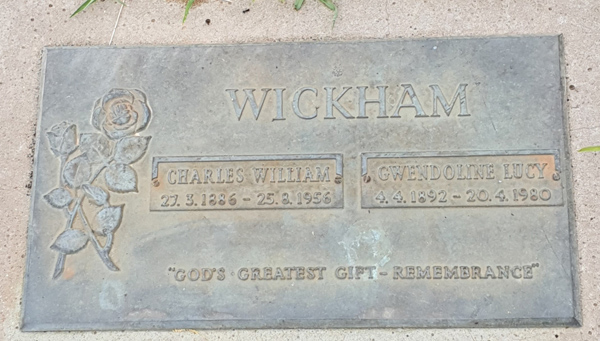 WICKHAM
CHARLES WILLIAM
27. 3. 1886 - 25. 8. 1956
GWENDOLINE LUCY
4. 4. 1892 - 20. 4. 1980
"GOD'S · GREATEST GIFT - REMEMBRANCE"